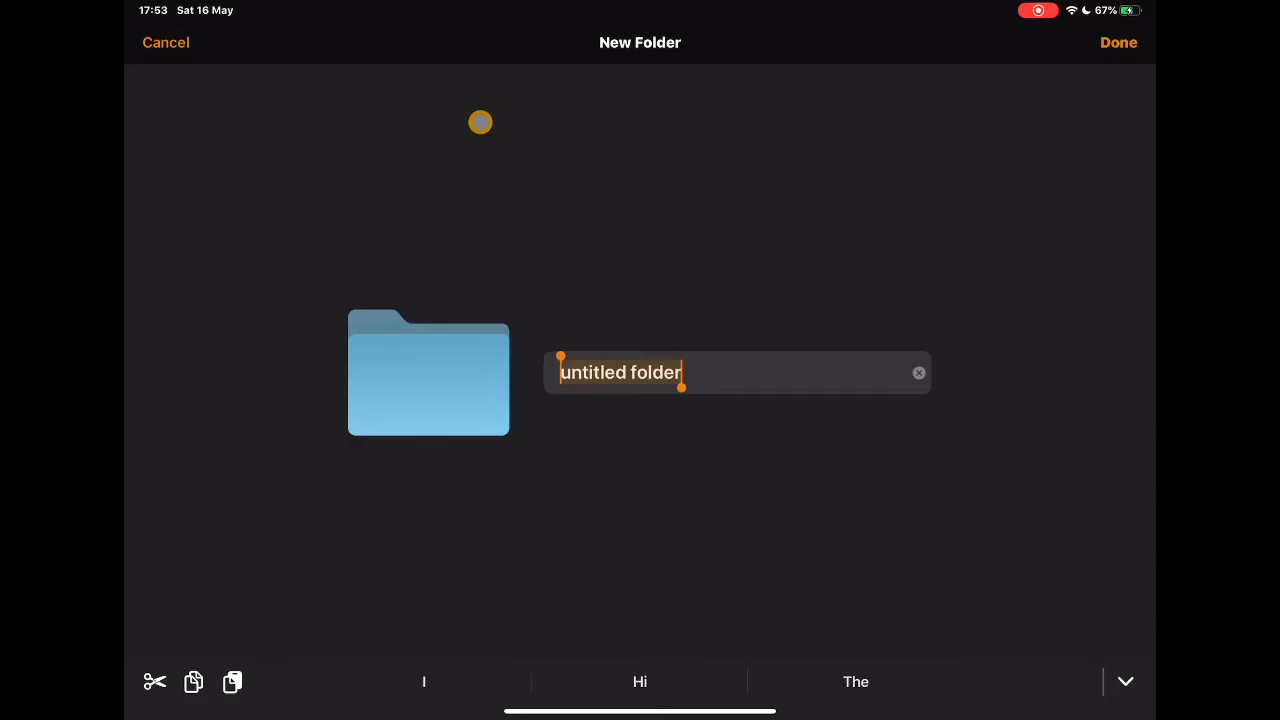 17:53 Sat 16 May 67%
Cancel New Folder Done
untitled folder
I Hi The